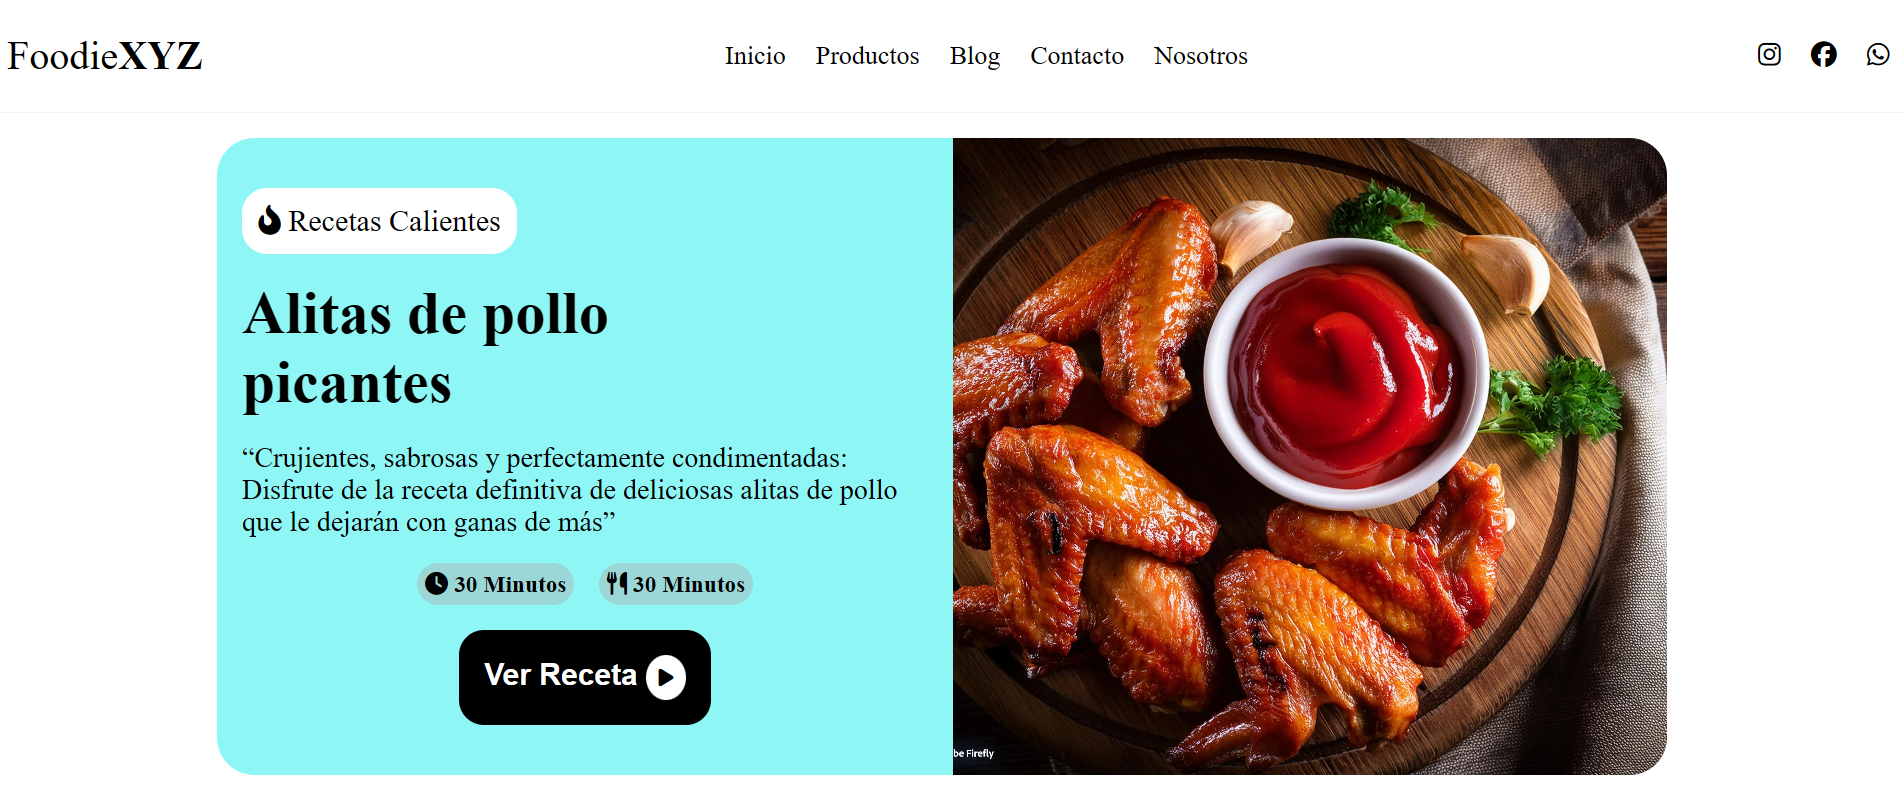 FoodieXYZ
Inicio Productos Blog Contacto Nosotros
Recetas Calientes
Alitas de pollo
picantes
“Crujientes, sabrosas y perfectamente condimentadas:
Disfrute de la receta definitiva de deliciosas alitas de pollo
que le dejarán con ganas de más”
30 Minutos 30 Minutos
Ver Receta
be Firefly